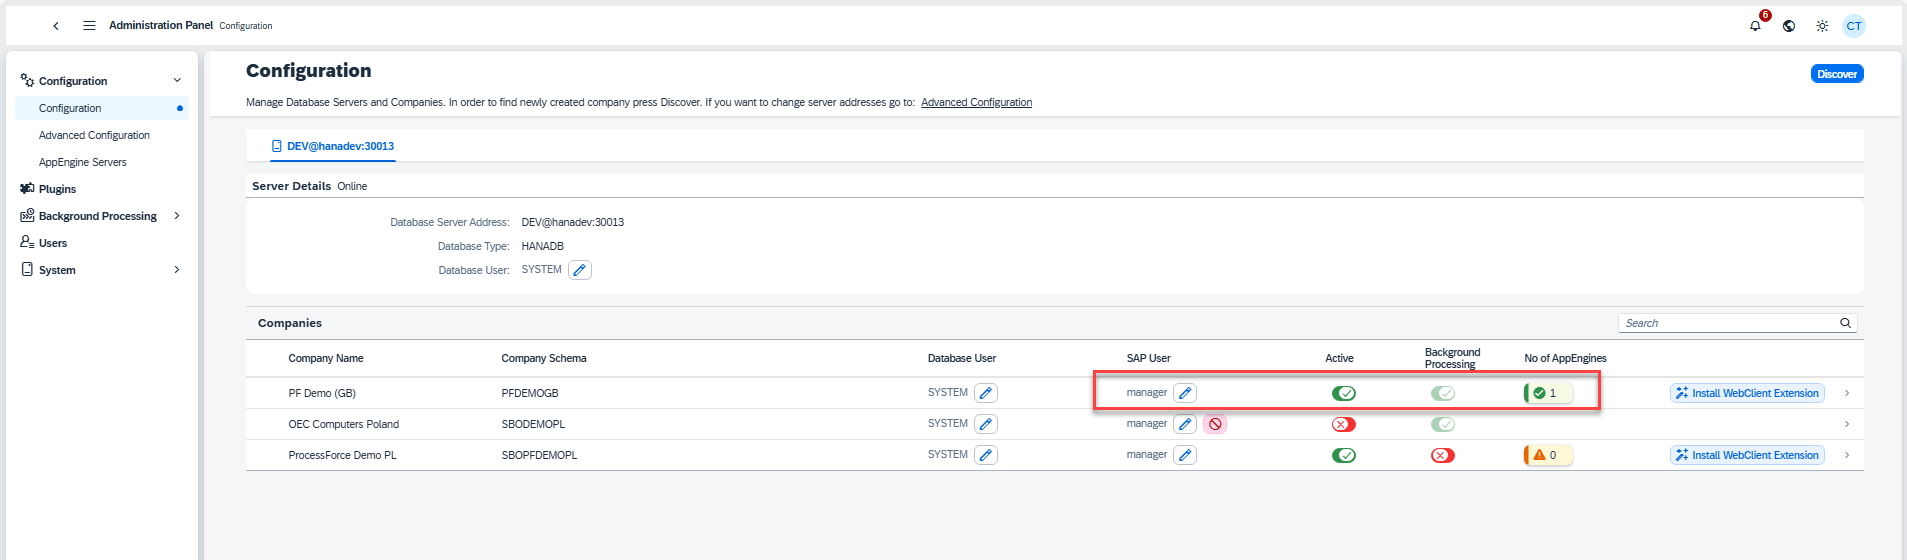 Administration Panel Configuration
6
CT
Configuration
Configuration
Advanced Configuration
AppEngine Servers
Plugins
Background Processing
Users
System
Configuration
Discover
Manage Database Servers and Companies. In order to find newly created company press Discover. If you want to change server addresses go to: Advanced Configuration
DEV@hanadev:30013
Server Details Online
Database Server Address: DEV@hanadev:30013
Database Type: HANADB
Database User: SYSTEM
Companies
Search
Company Name Company Schema Database User SAP User Active Background Processing No of AppEngines
PF Demo (GB) PFDEMOGB SYSTEM manager 1 Install WebClient Extension
OEC Computers Poland SBODEMOPL SYSTEM manager
ProcessForce Demo PL SBOPFDEMOPL SYSTEM manager 0 Install WebClient Extension